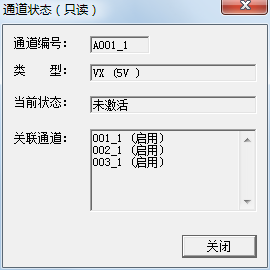 通道状态（只读）
通道编号: A001_1
类 型: VX (5V )
当前状态: 未激活
关联通道: 001_1 (启用)
002_1 (启用)
003_1 (启用)
关闭